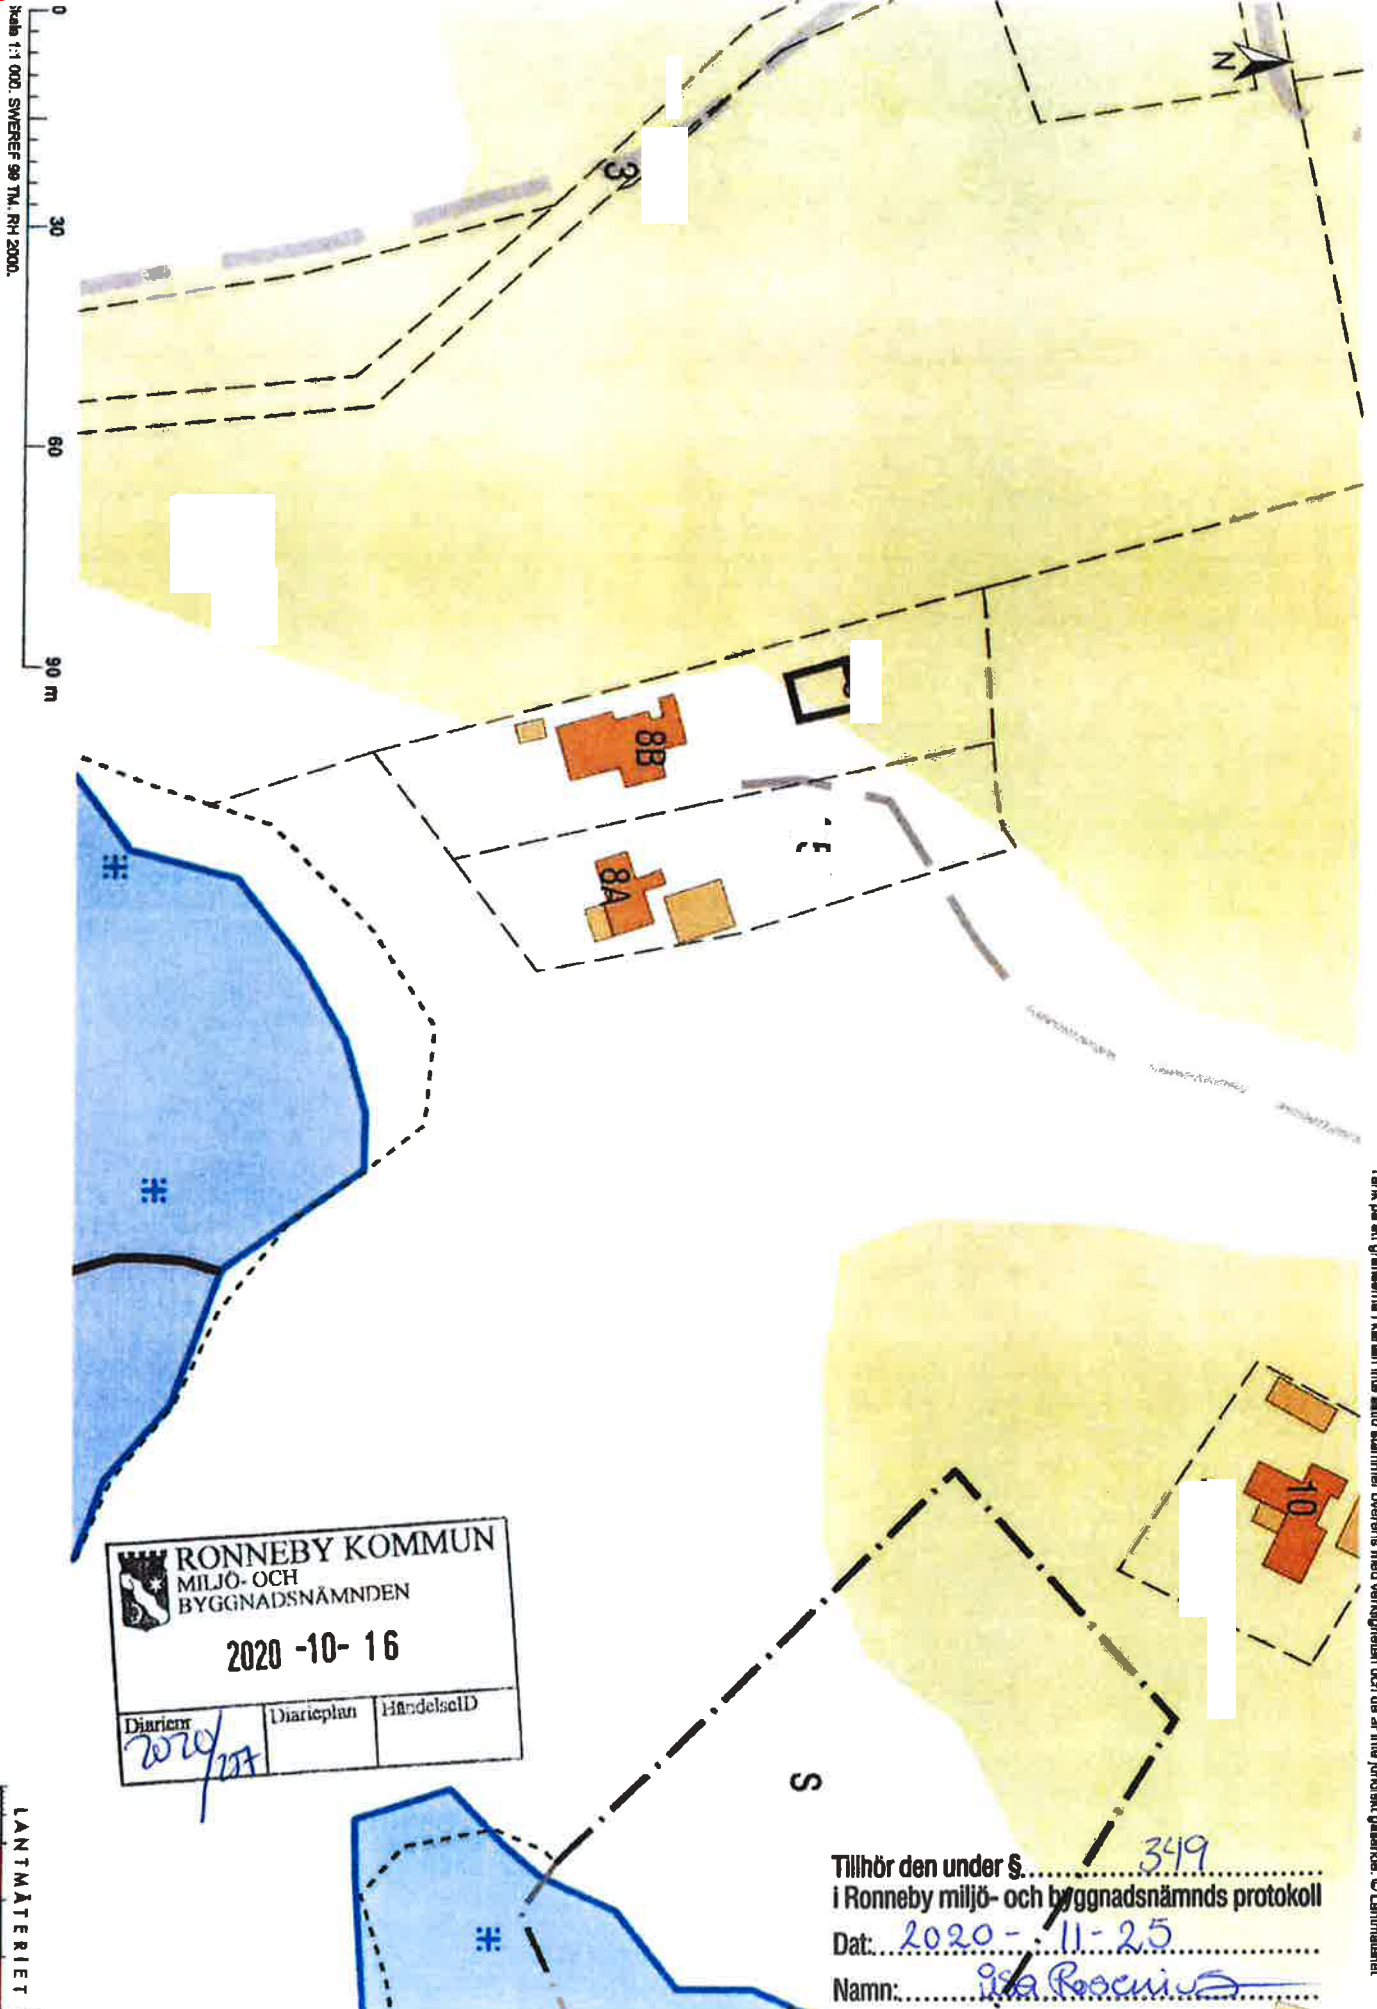 0
30
60
90 m
1:1 000. SWEREF 99 TM. RH 2000.
N
3
8B
8A
10
S
RONNEBY KOMMUN
MILJÖ- OCH
BYGGNADSNÄMNDEN
2020 -10- 16
Diarienr
Diarieplan
HändelseID
2020/257
Tillhör den under §. 349
i Ronneby miljö- och byggnadsnämnds protokoll
Dat: 2020-11-25
Namn: Rosenius
LANTMÄTERIET